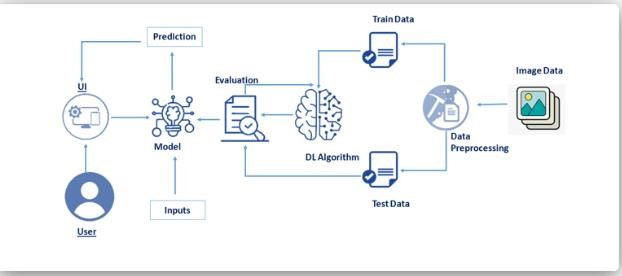 Train Data
Prediction
Image Data
UI
Evaluation
Data
Preprocessing
Model
DL Algorithm
Inputs
Test Data
User